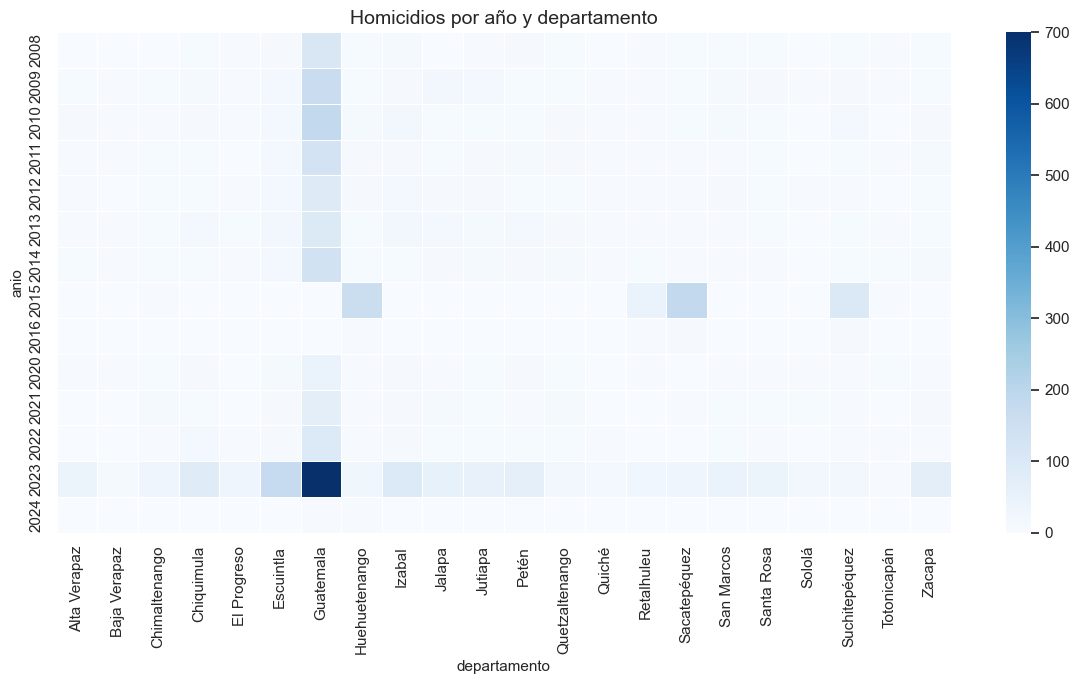 Homicidios por año y departamento
anio
2008
2009
2010
2011
2012
2013
2014
2015
2016
2020
2021
2022
2023
2024
Alta Verapaz
Baja Verapaz
Chimaltenango
Chiquimula
El Progreso
Escuintla
Guatemala
Huehuetenango
Izabal
Jalapa
Jutiapa
Petén
Quetzaltenango
Quiché
Retalhuleu
Sacatepéquez
San Marcos
Santa Rosa
Sololá
Suchitepéquez
Totonicapán
Zacapa
departamento
700
600
500
400
300
200
100
0